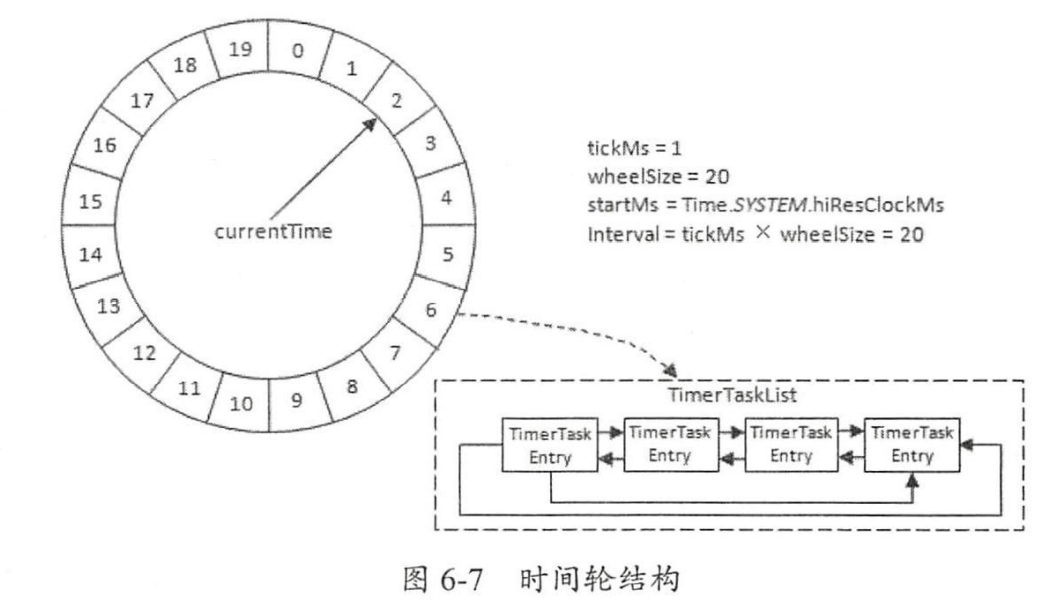 0
1
2
3
4
5
6
7
8
9
10
11
12
13
14
15
16
17
18
19
currentTime
tickMs = 1
wheelSize = 20
startMs = Time.SYSTEM.hiResClockMs
Interval = tickMs × wheelSize = 20
TimerTaskList
TimerTask
Entry
TimerTask
Entry
TimerTask
Entry
TimerTask
Entry
图 6-7 时间轮结构